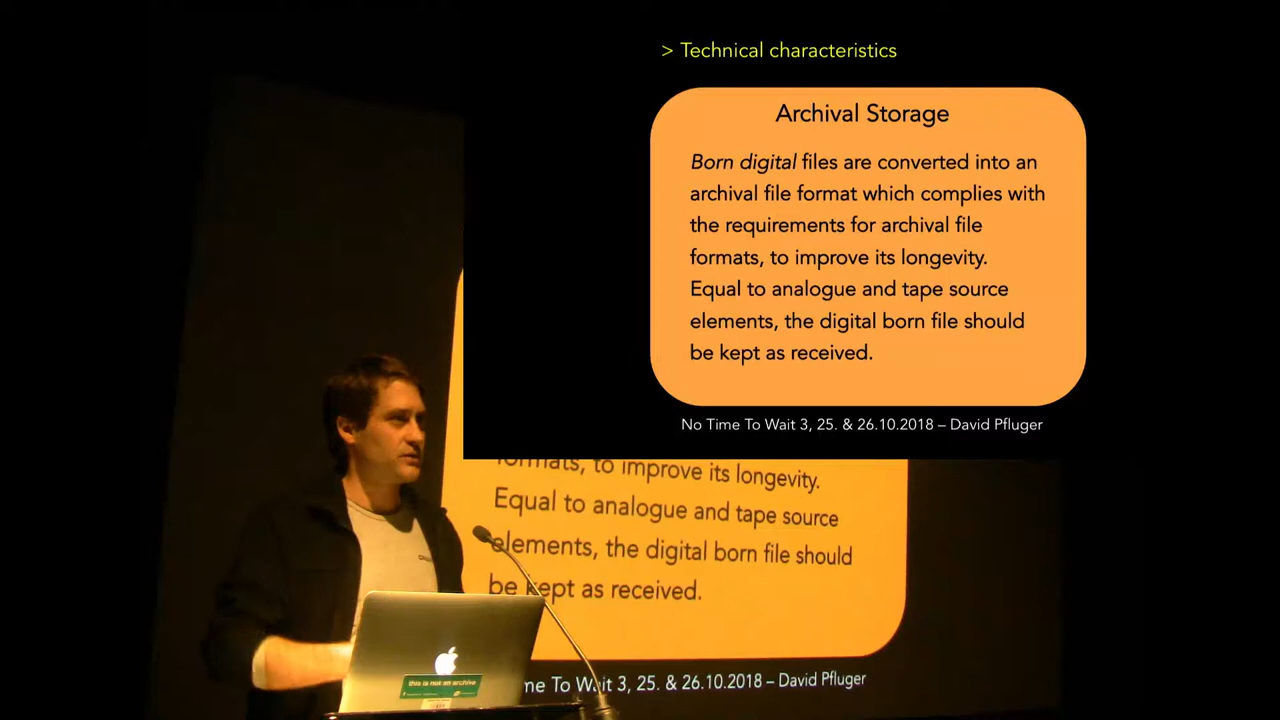 > Technical characteristics
Archival Storage
Born digital files are converted into an
archival file format which complies with
the requirements for archival file
formats, to improve its longevity.
Equal to analogue and tape source
elements, the digital born file should
be kept as received.
No Time To Wait 3, 25. & 26.10.2018 – David Pfluger
formats, to improve its longevity.
Equal to analogue and tape source
elements, the digital born file should
be kept as received.
me To Wait 3, 25. & 26.10.2018 – David Pfluger
this is not an archive